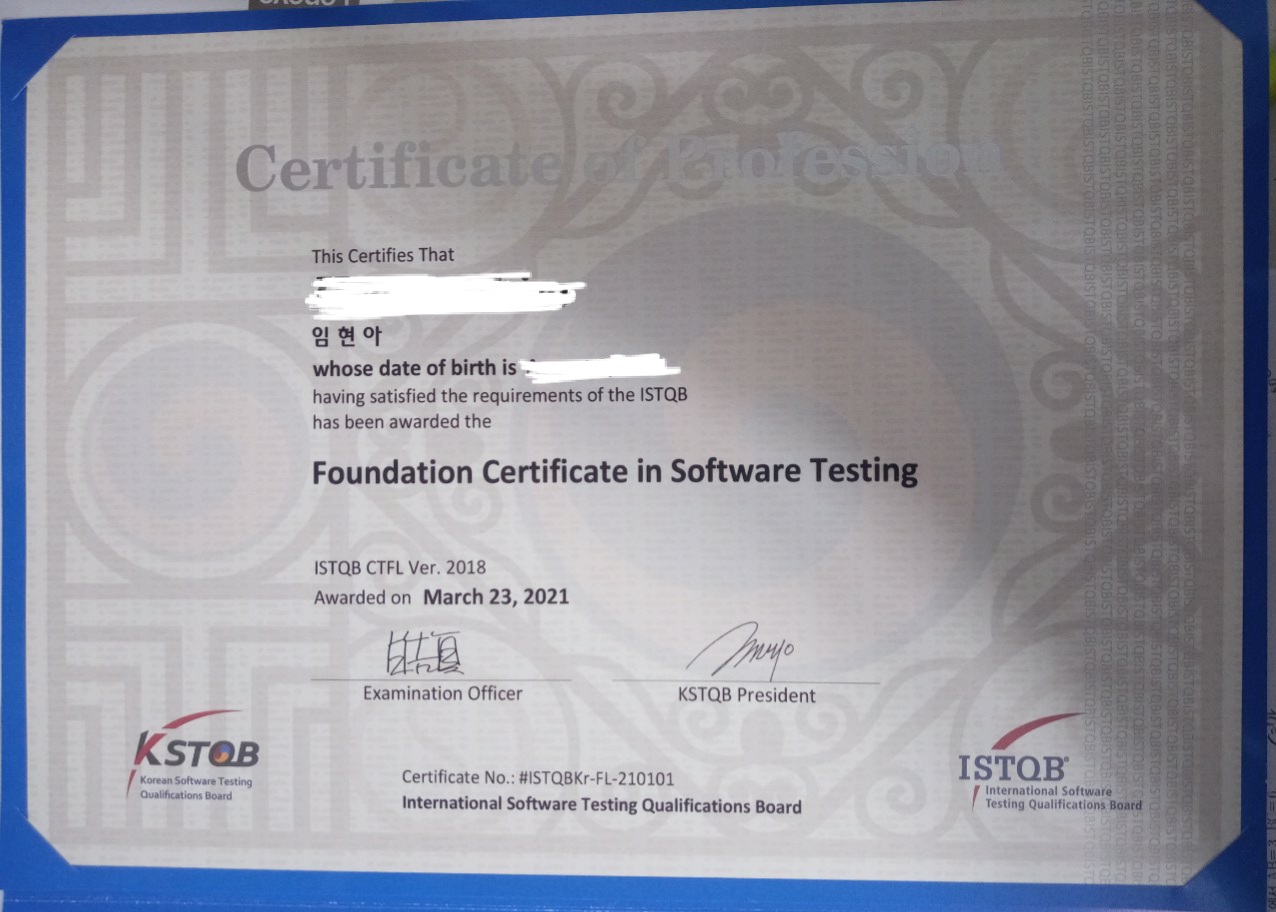 Certificate of Profession
This Certifies That
임 현 아
whose date of birth is
having satisfied the requirements of the ISTQB
has been awarded the
Foundation Certificate in Software Testing
ISTQB CTFL Ver. 2018
Awarded on March 23, 2021
Examination Officer
KSTQB President
KSTQB
Korean Software Testing
Qualifications Board
Certificate No.: #ISTQBKr-FL-210101
International Software Testing Qualifications Board
ISTQB®
International Software
Testing Qualifications Board